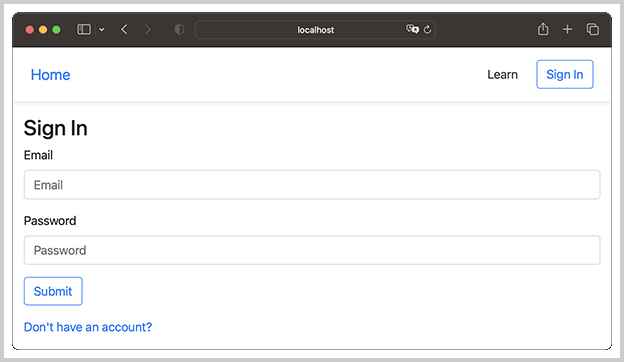 localhost
Home Learn Sign In
Sign In
Email
Email
Password
Password
Submit
Don't have an account?